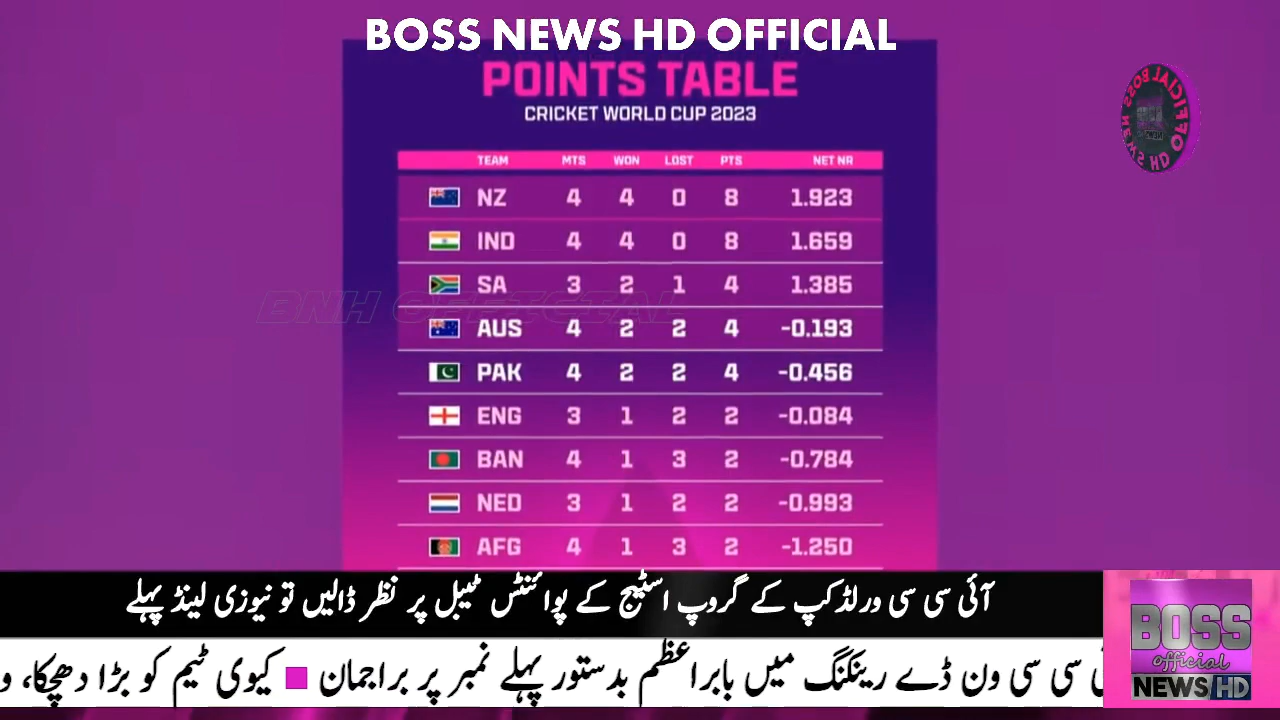 BOSS NEWS HD OFFICIAL
POINTS TABLE
CRICKET WORLD CUP 2023
TEAM MTS WON LOST PTS NET NR
NZ 4 4 0 8 1.923
IND 4 4 0 8 1.659
SA 3 2 1 4 1.385
BNH OFFICIAL
AUS 4 2 2 4 -0.193
PAK 4 2 2 4 -0.456
ENG 3 1 2 2 -0.084
BAN 4 1 3 2 -0.784
NED 3 1 2 2 -0.993
AFG 4 1 3 2 -1.250
آئی سی سی ورلڈکپ کے گروپ اسٹیج کے پوائنٹس ٹیبل پر نظر ڈالیں تو نیوزی لینڈ پہلے
سی سی ون ڈے رینکنگ میں بابراعظم بدستور پہلے نمبر پر براجمان ■ کیوی ٹیم کو بڑا دھچکا، و
BOSS
official
NEWS HD